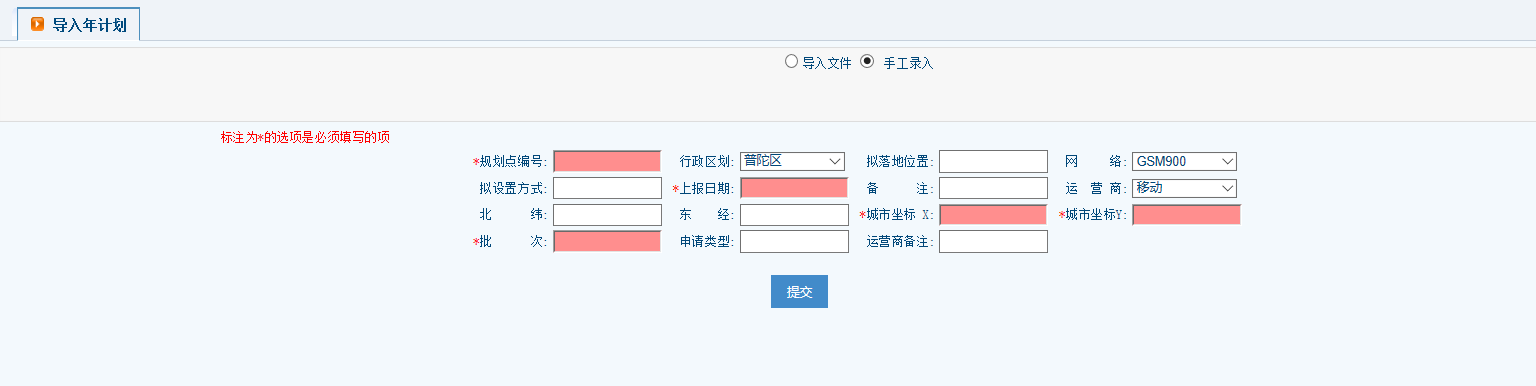 导入年计划
导入文件 手工录入
标注为*的选项是必须填写的项
*规划点编号: 行政区划: 普陀区 拟落地位置: 网 络: GSM900
拟设置方式: *上报日期: 备 注: 运 营 商: 移动
北 纬: 东 经: *城市坐标 X: *城市坐标Y:
*批 次: 申请类型: 运营商备注:
提交